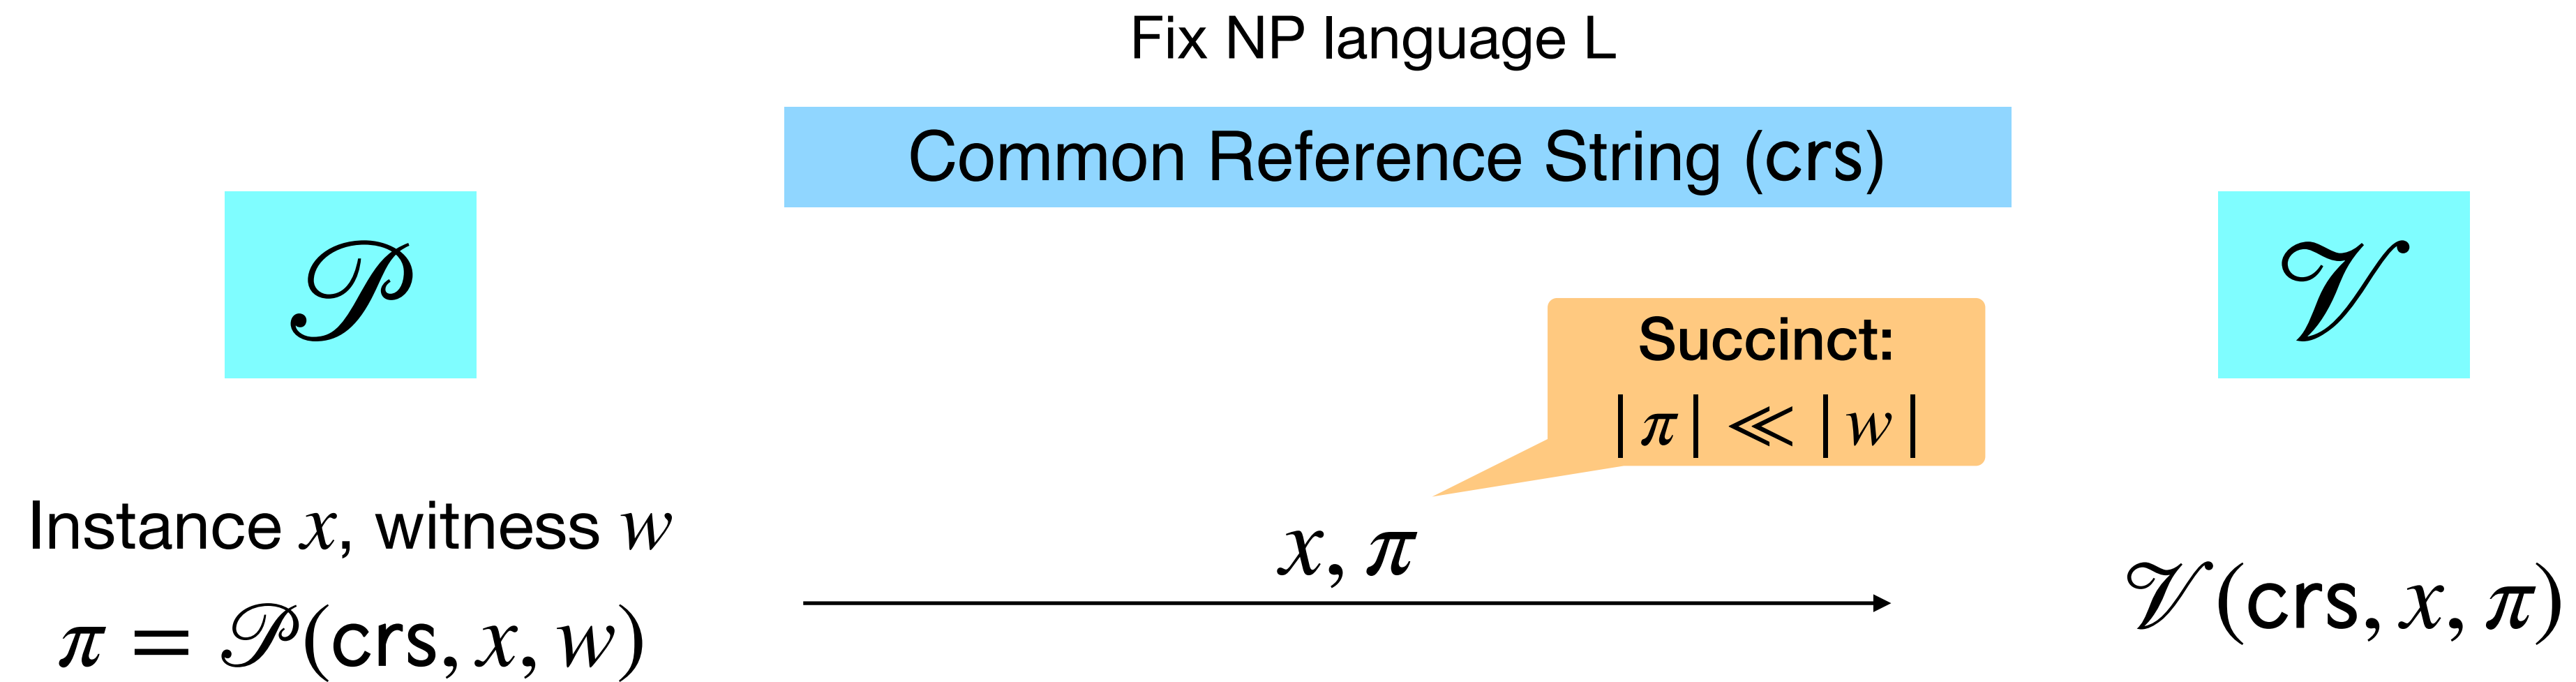 Fix NP language L
Common Reference String (crs)
𝒫
𝒱
Succinct:
|π| ≪ |w|
Instance x, witness w
x, π
π = 𝒫(crs, x, w)
𝒱(crs, x, π)